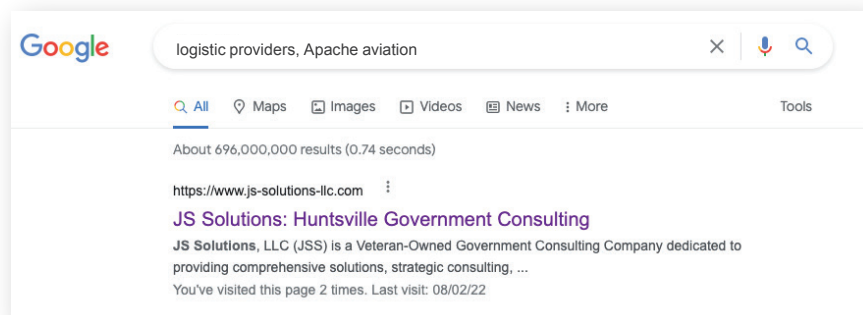 Google
logistic providers, Apache aviation
All Maps Images Videos News More Tools
About 696,000,000 results (0.74 seconds)
https://www.js-solutions-llc.com
JS Solutions: Huntsville Government Consulting
JS Solutions, LLC (JSS) is a Veteran-Owned Government Consulting Company dedicated to
providing comprehensive solutions, strategic consulting, ...
You've visited this page 2 times. Last visit: 08/02/22